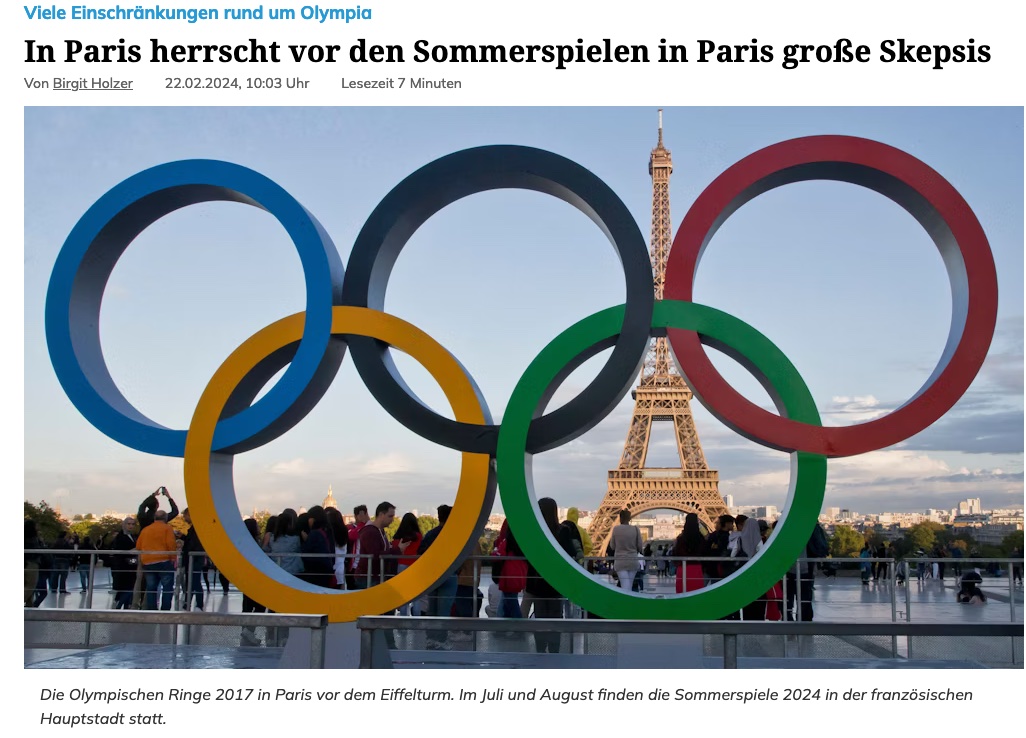 Viele Einschränkungen rund um Olympia
In Paris herrscht vor den Sommerspielen in Paris große Skepsis
Von Birgit Holzer 22.02.2024, 10:03 Uhr Lesezeit 7 Minuten
Die Olympischen Ringe 2017 in Paris vor dem Eiffelturm. Im Juli und August finden die Sommerspiele 2024 in der französischen
Hauptstadt statt.